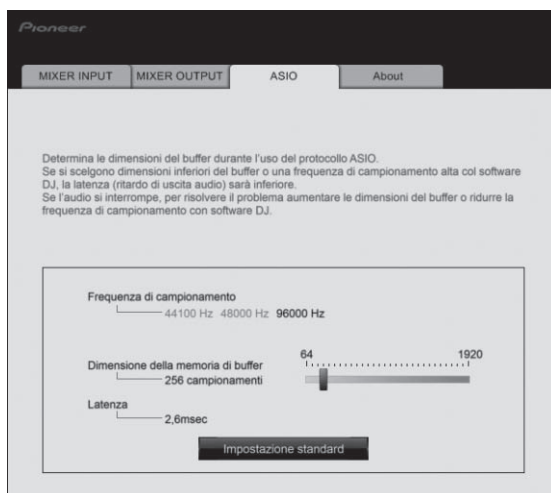 Pioneer
MIXER INPUT MIXER OUTPUT ASIO About
Determina le dimensioni del buffer durante l'uso del protocollo ASIO.
Se si scelgono dimensioni inferiori del buffer o una frequenza di campionamento alta col software
DJ, la latenza (ritardo di uscita audio) sarà inferiore.
Se l'audio si interrompe, per risolvere il problema aumentare le dimensioni del buffer o ridurre la
frequenza di campionamento con software DJ.
Frequenza di campionamento
44100 Hz 48000 Hz 96000 Hz
64 1920
Dimensione della memoria di buffer
256 campionamenti
Latenza
2,6msec
Impostazione standard